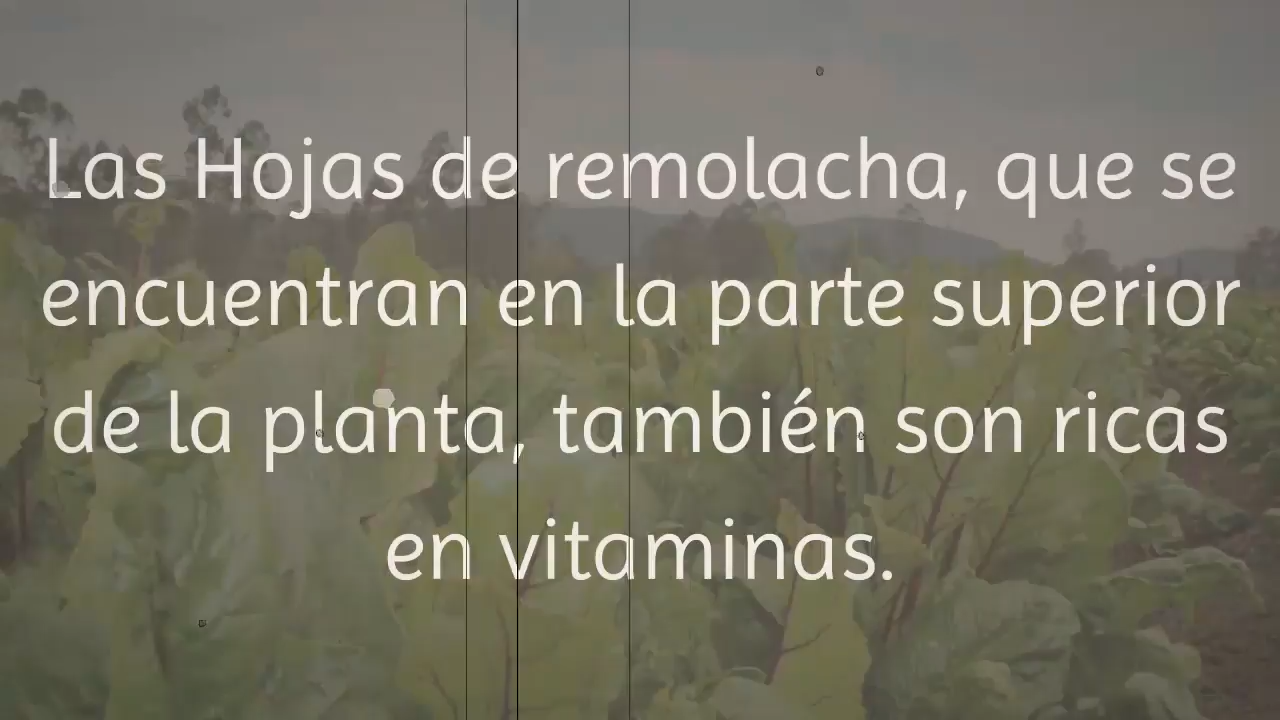 Las Hojas de remolacha, que se
encuentran en la parte superior
de la planta, también son ricas
en vitaminas.